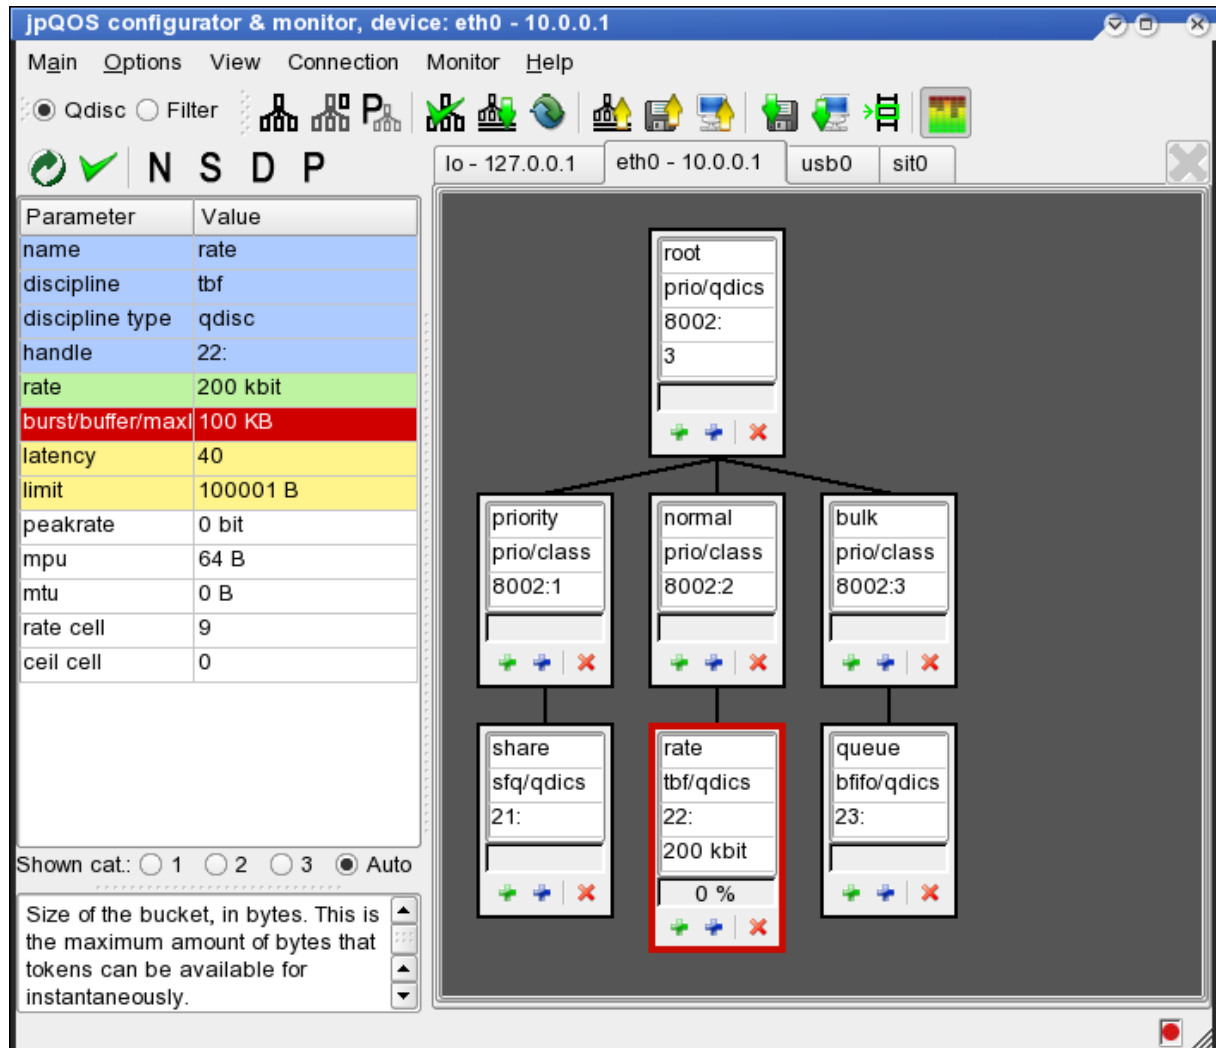 jpQOS configurator & monitor, device: eth0 - 10.0.0.1
Main Options View Connection Monitor Help
Qdisc Filter P
N S D P
lo - 127.0.0.1 eth0 - 10.0.0.1 usb0 sit0
Parameter Value
name rate
discipline tbf
discipline type qdisc
handle 22:
rate 200 kbit
burst/buffer/maxl 100 KB
latency 40
limit 100001 B
peakrate 0 bit
mpu 64 B
mtu 0 B
rate cell 9
ceil cell 0
Shown cat.: 1 2 3 Auto
Size of the bucket, in bytes. This is
the maximum amount of bytes that
tokens can be available for
instantaneously.
root
prio/qdics
8002:
3
priority
prio/class
8002:1
normal
prio/class
8002:2
bulk
prio/class
8002:3
share
sfq/qdics
21:
rate
tbf/qdics
22:
200 kbit
0 %
queue
bfifo/qdics
23: